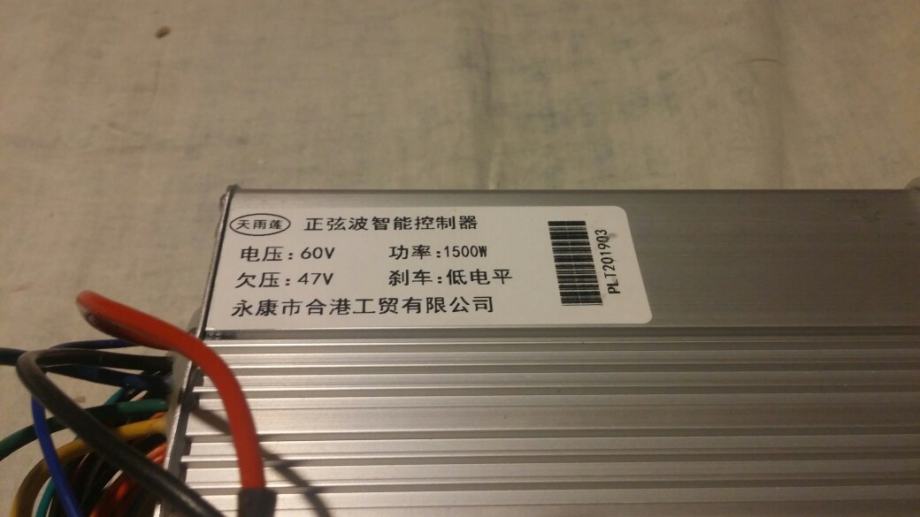 天雨莲 正弦波智能控制器
电压:60V 功率:1500W
欠压:47V 刹车:低电平
永康市合港工贸有限公司
PLT201903